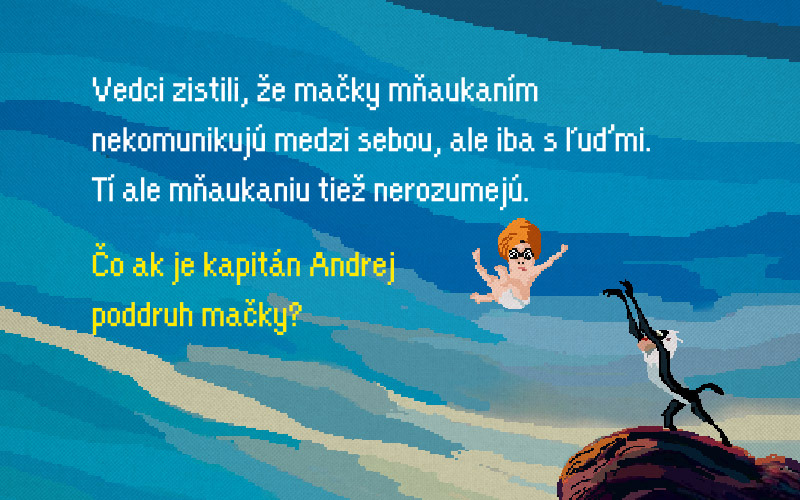 Vedci zistili, že mačky mňaukaním
nekomunikujú medzi sebou, ale iba s ľuďmi.
Tí ale mňaukaniu tiež nerozumejú.
Čo ak je kapitán Andrej
poddruh mačky?